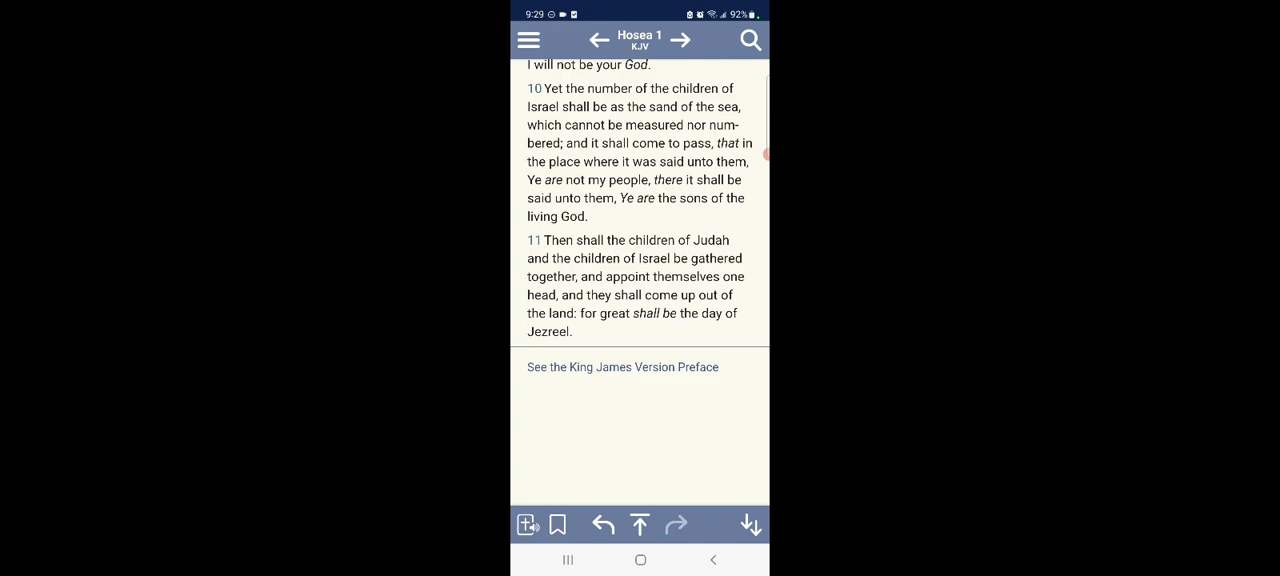 9:29
92%
Hosea 1
KJV
I will not be your God.
10 Yet the number of the children of
Israel shall be as the sand of the sea,
which cannot be measured nor num-
bered; and it shall come to pass, that in
the place where it was said unto them,
Ye are not my people, there it shall be
said unto them, Ye are the sons of the
living God.
11 Then shall the children of Judah
and the children of Israel be gathered
together, and appoint themselves one
head, and they shall come up out of
the land: for great shall be the day of
Jezreel.
See the King James Version Preface